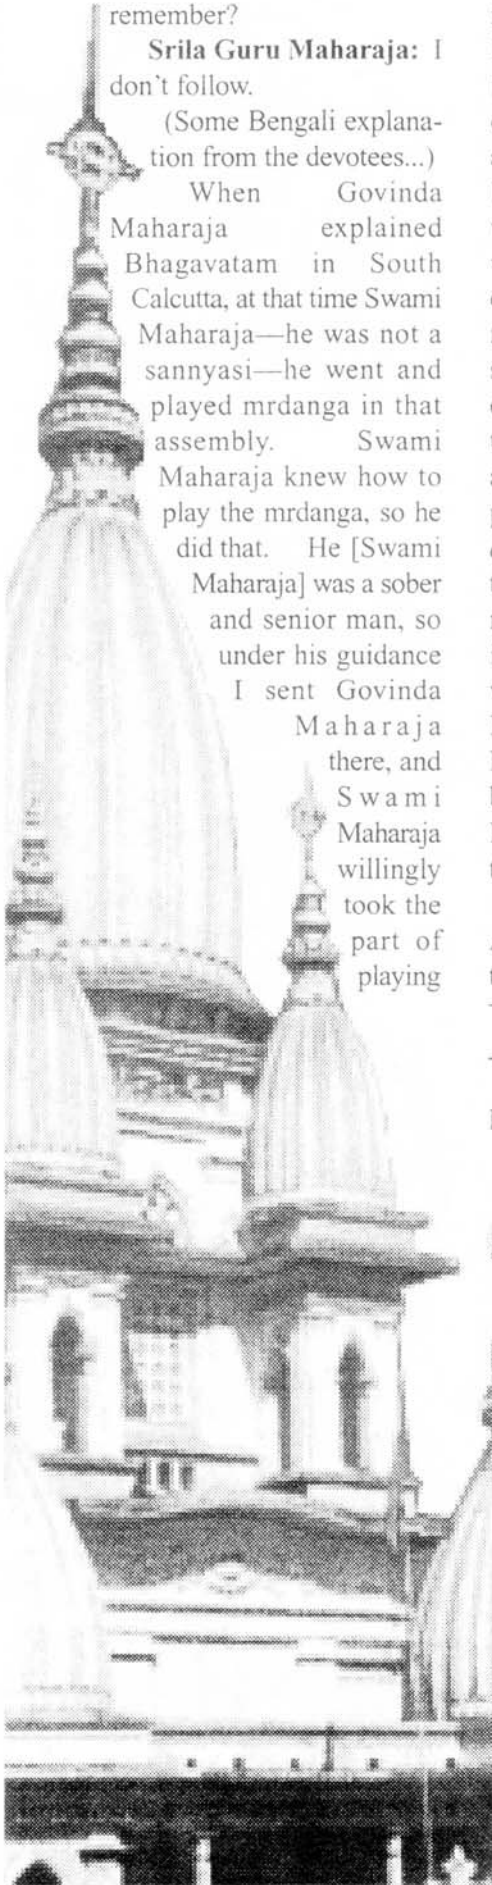 remember?
Srila Guru Maharaja: I
don't follow.
(Some Bengali explana-
tion from the devotees...)
When Govinda
Maharaja explained
Bhagavatam in South
Calcutta, at that time Swami
Maharaja—he was not a
sannyasi—he went and
played mrdanga in that
assembly. Swami
Maharaja knew how to
play the mrdanga, so he
did that. He [Swami
Maharaja] was a sober
and senior man, so
under his guidance
I sent Govinda
Maharaja
there, and
Swami
Maharaja
willingly
took the
part of
playing